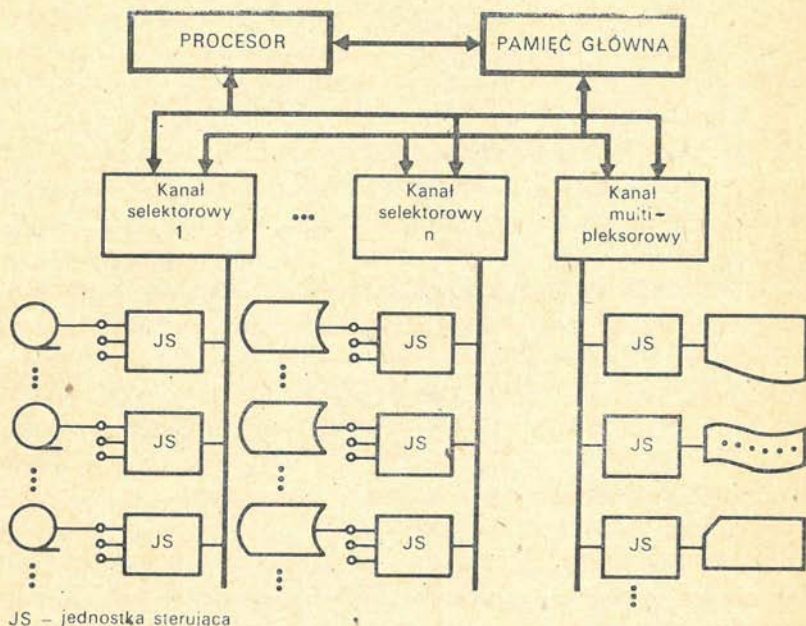 PROCESOR
PAMIĘĆ GŁÓWNA
Kanał
selektorowy
1
Kanał
selektorowy
n
Kanał
multi-
pleksorowy
JS
JS
JS
JS
JS
JS
JS
JS
JS
JS – jednostka sterująca